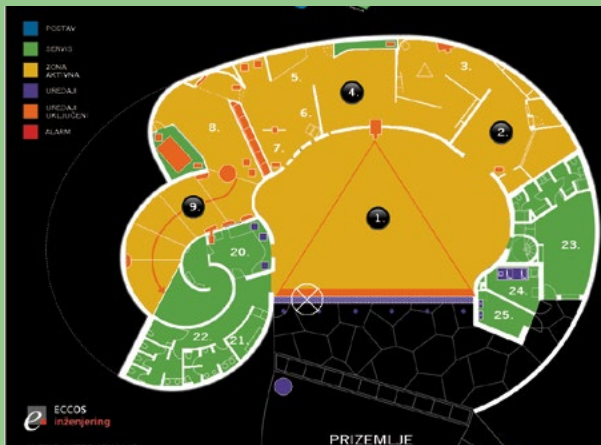 POSTAV
SERVIS
ZONA
AKTIVNA
UREĐAJI
UREĐAJI
UKLJUČENI
ALARM
5.
4.
3.
8.
6.
7.
2.
9.
1.
20.
23.
24.
25.
22.
21.
e ECCOS
inženjering
PRIZEMLJE